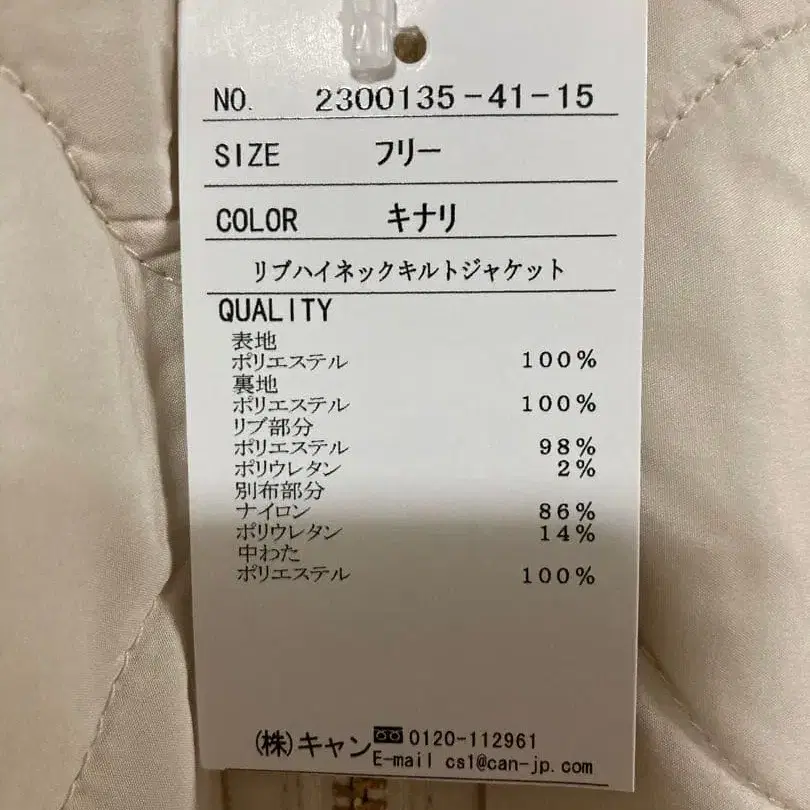 NO. 2300135-41-15
SIZE フリー
COLOR キナリ
リブハイネックキルトジャケット
QUALITY
表地
ポリエステル 100%
裏地
ポリエステル 100%
リブ部分
ポリエステル 98%
ポリウレタン 2%
別布部分
ナイロン 86%
ポリウレタン 14%
中わた
ポリエステル 100%
(株)キャン 0120-112961
E-mail cs1@can-jp.com